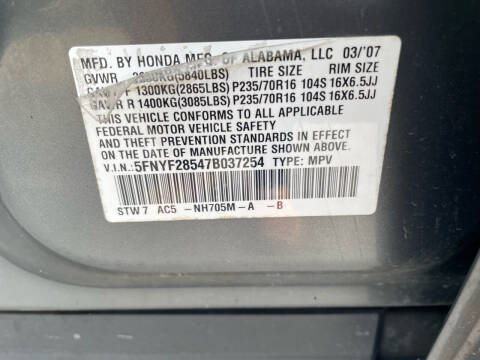 MFD. BY HONDA MFG. OF ALABAMA, LLC 03/'07
GVWR KG(5840LBS) TIRE SIZE RIM SIZE
GAWR F 1300KG(2865LBS) P235/70R16 104S 16X6.5JJ
GAWR R 1400KG(3085LBS) P235/70R16 104S 16X6.5JJ
THIS VEHICLE CONFORMS TO ALL APPLICABLE
FEDERAL MOTOR VEHICLE SAFETY
AND THEFT PREVENTION STANDARDS IN EFFECT
ON THE DATE OF MANUFACTURE SHOWN ABOVE.
V.I.N.: 5FNYF28547B037254 TYPE: MPV
STW7 AC5 -NH705M-A -B